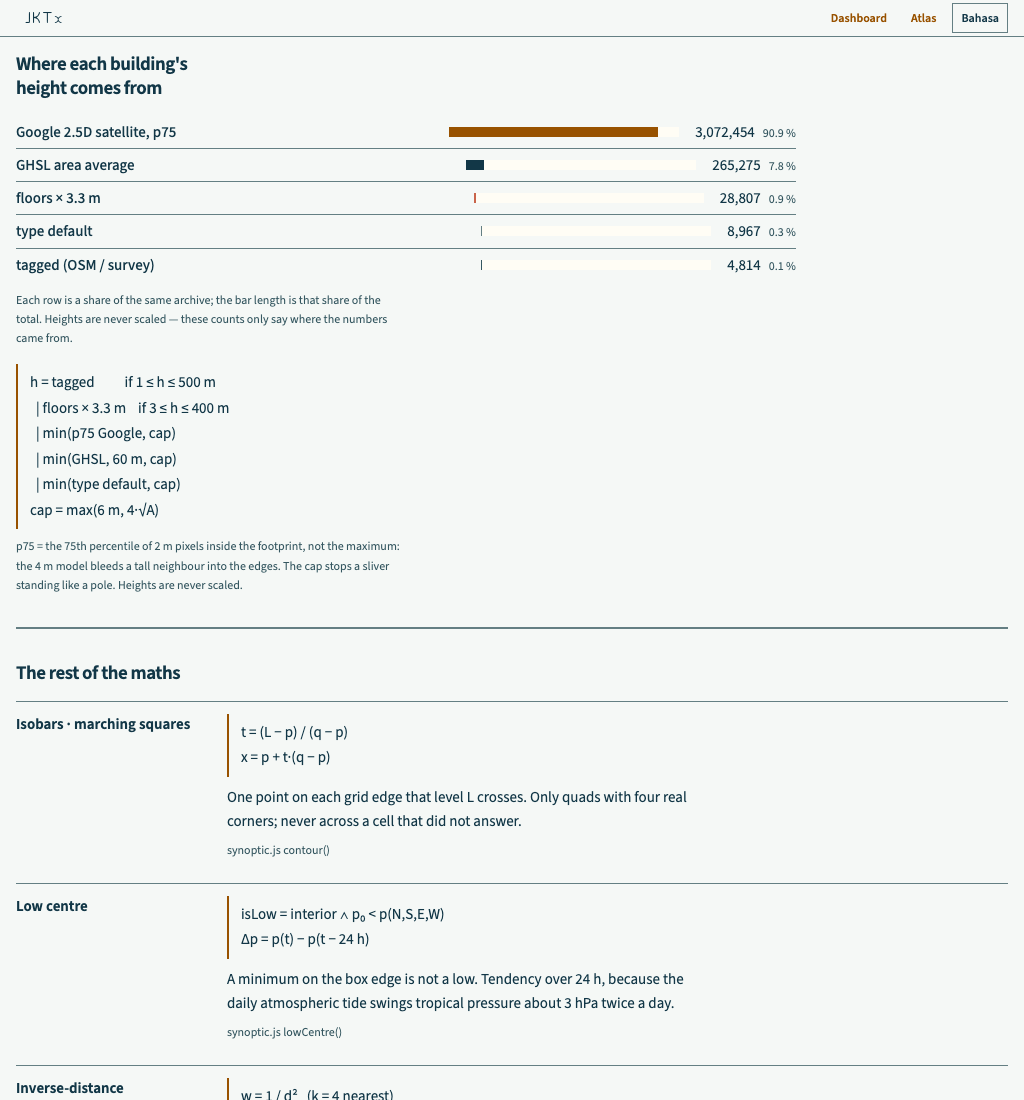 JKTx
Dashboard Atlas Bahasa
Where each building's
height comes from
Google 2.5D satellite, p75 3,072,454 90.9 %
GHSL area average 265,275 7.8 %
floors × 3.3 m 28,807 0.9 %
type default 8,967 0.3 %
tagged (OSM / survey) 4,814 0.1 %
Each row is a share of the same archive; the bar length is that share of the
total. Heights are never scaled — these counts only say where the numbers
came from.
h = tagged if 1 ≤ h ≤ 500 m
| floors × 3.3 m if 3 ≤ h ≤ 400 m
| min(p75 Google, cap)
| min(GHSL, 60 m, cap)
| min(type default, cap)
cap = max(6 m, 4·√A)
p75 = the 75th percentile of 2 m pixels inside the footprint, not the maximum:
the 4 m model bleeds a tall neighbour into the edges. The cap stops a sliver
standing like a pole. Heights are never scaled.
The rest of the maths
Isobars · marching squares
t = (L − p) / (q − p)
x = p + t·(q − p)
One point on each grid edge that level L crosses. Only quads with four real
corners; never across a cell that did not answer.
synoptic.js contour()
Low centre
isLow = interior ∧ p₀ < p(N,S,E,W)
Δp = p(t) − p(t − 24 h)
A minimum on the box edge is not a low. Tendency over 24 h, because the
daily atmospheric tide swings tropical pressure about 3 hPa twice a day.
synoptic.js lowCentre()
Inverse-distance
w = 1 / d² (k = 4 nearest)